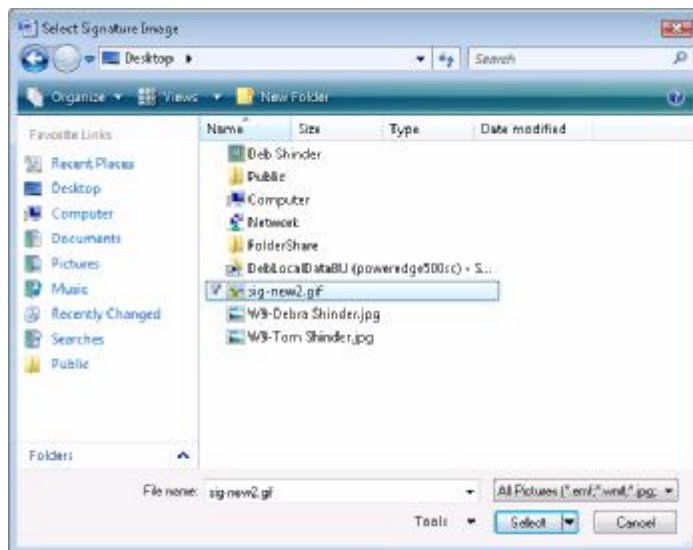 Select Signature Image
Desktop
Search
Organize Views New Folder
Favorite Links
Recent Places
Desktop
Computer
Documents
Pictures
Music
Recently Changed
Searches
Public
Folders
Name Size Type Date modified
Deb Shinder
Public
Computer
Network
FolderShare
DebLocalDataBU (poweredge500sc) - S...
sig-new2.gif
W9-Debra Shinder.jpg
W9-Tom Shinder.jpg
File name: sig-new2.gif All Pictures (*.emf;*.wmf;*.jpg;
Tools Select Cancel